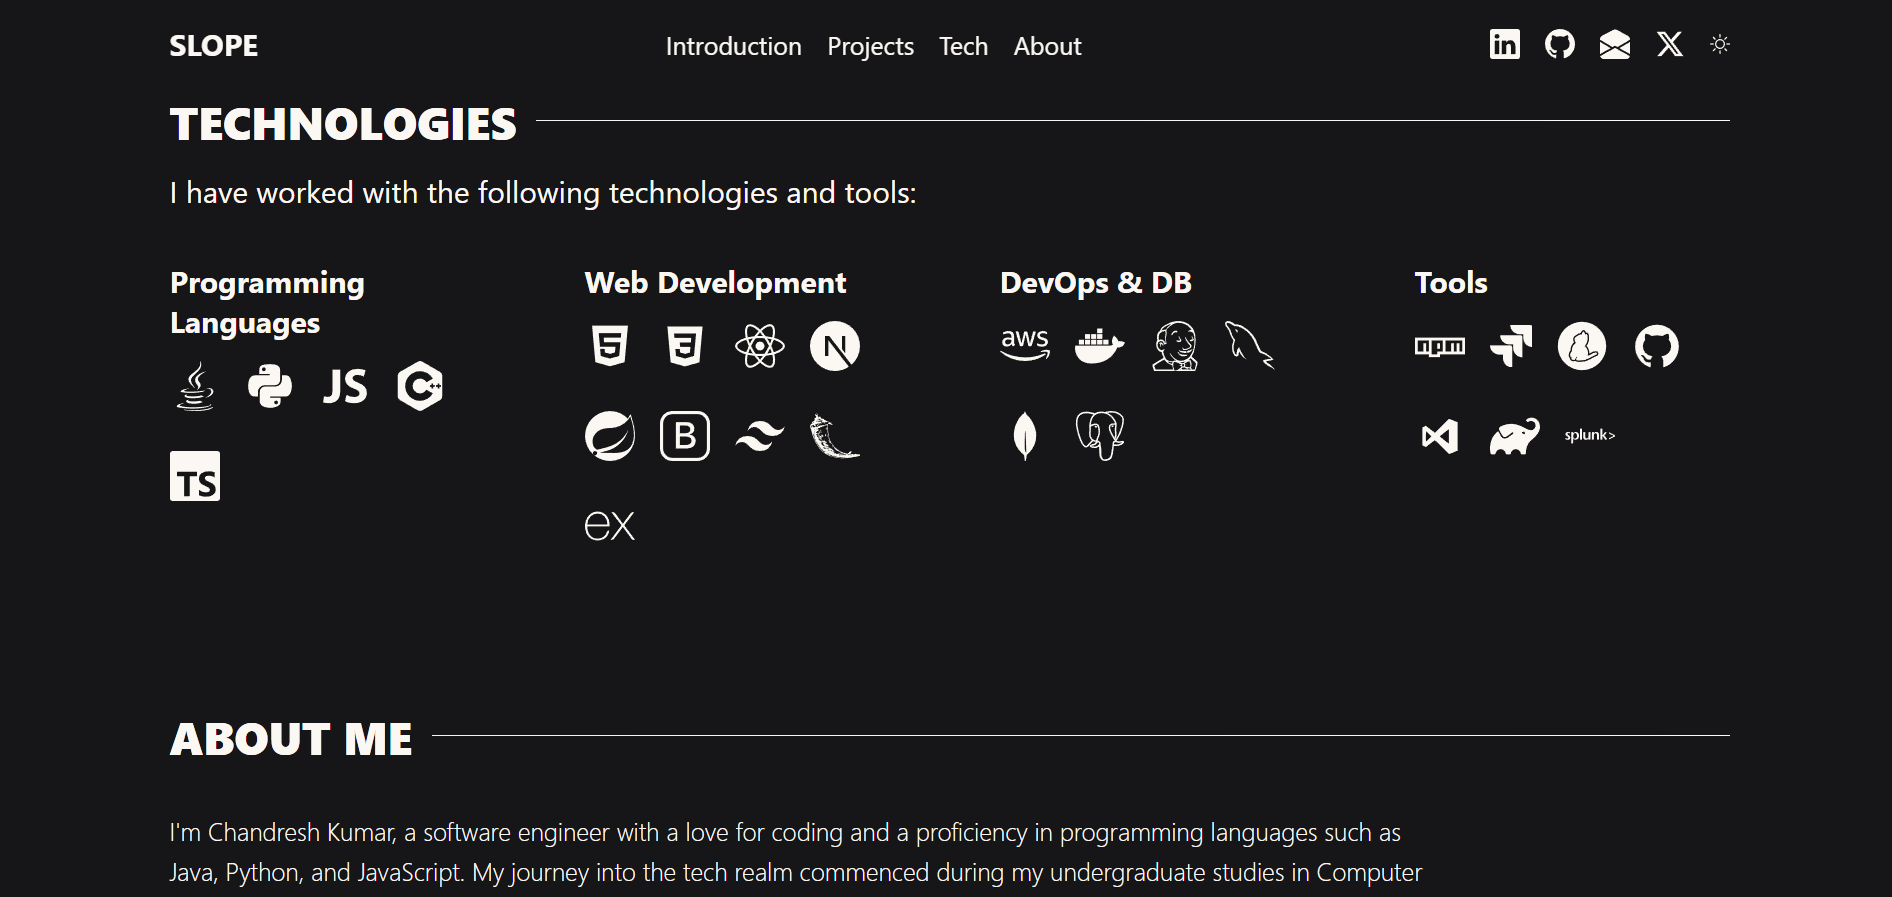 SLOPE
Introduction Projects Tech About
in X
TECHNOLOGIES
I have worked with the following technologies and tools:
Programming
Languages
JS C++
TS
Web Development
5 3 N
B
ex
DevOps & DB
aws
Tools
npm
splunk>
ABOUT ME
I'm Chandresh Kumar, a software engineer with a love for coding and a proficiency in programming languages such as
Java, Python, and JavaScript. My journey into the tech realm commenced during my undergraduate studies in Computer